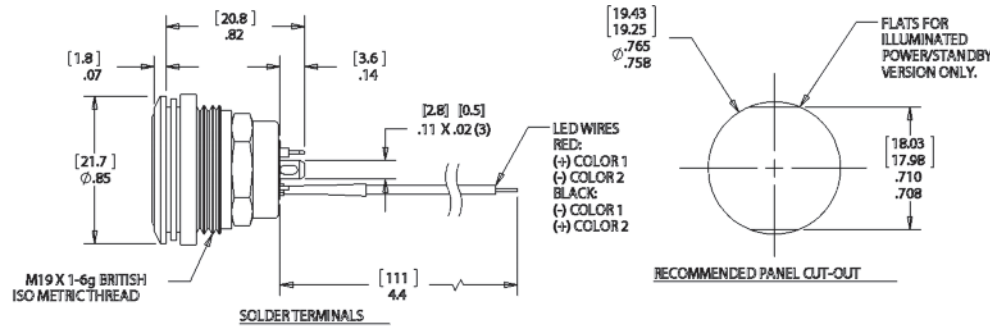 [20.8]
.82
[1.8]
.07
[3.6]
.14
[2.8] [0.5]
.11 X .02 (3)
[21.7]
Ø.85
LED WIRES
RED:
(+) COLOR 1
(-) COLOR 2
BLACK:
(-) COLOR 1
(+) COLOR 2
M19 X 1-6g BRITISH
ISO METRIC THREAD
[111]
4.4
SOLDER TERMINALS
[19.43]
[19.25]
Ø.765
.758
FLATS FOR
ILLUMINATED
POWER/STANDBY
VERSION ONLY.
[18.03]
[17.98]
.710
.708
RECOMMENDED PANEL CUT-OUT